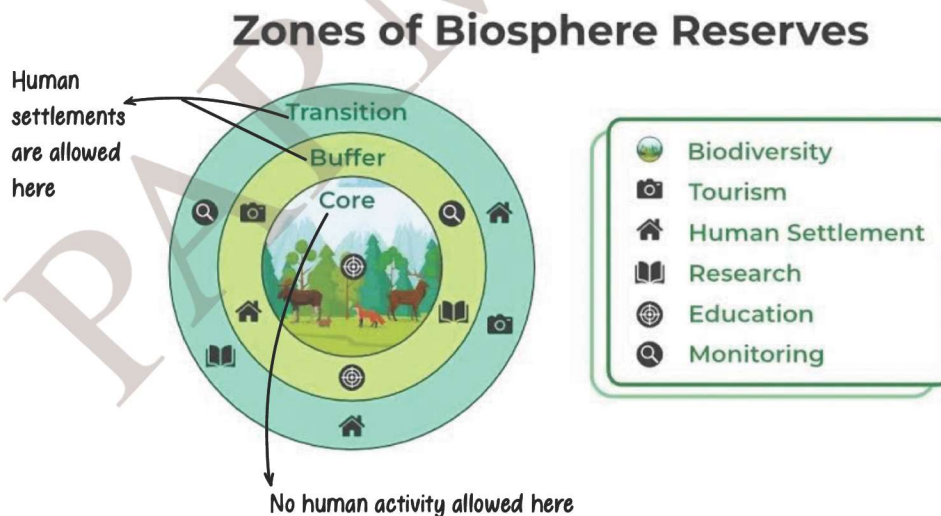 Zones of Biosphere Reserves
Human
settlements
are allowed
here
Transition
Buffer
Core
Biodiversity
Tourism
Human Settlement
Research
Education
Monitoring
No human activity allowed here